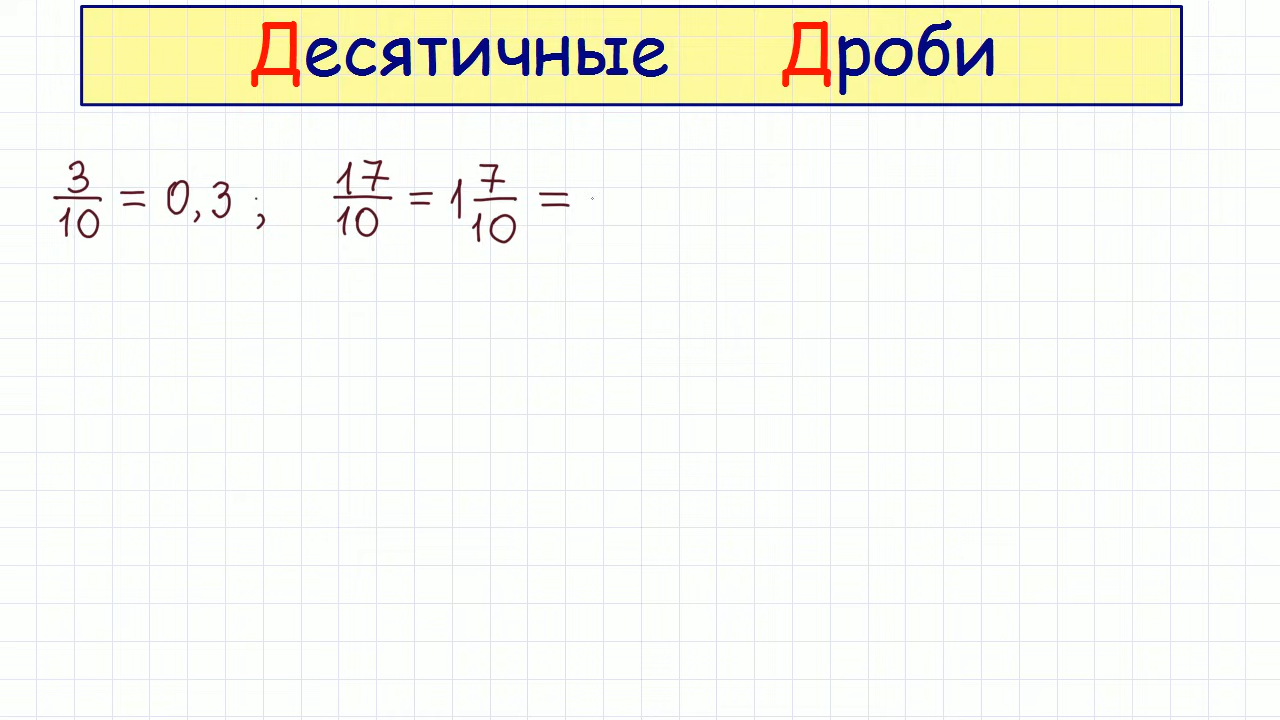 Десятичные Дроби
3/10 = 0,3 ; 17/10 = 1 7/10 =